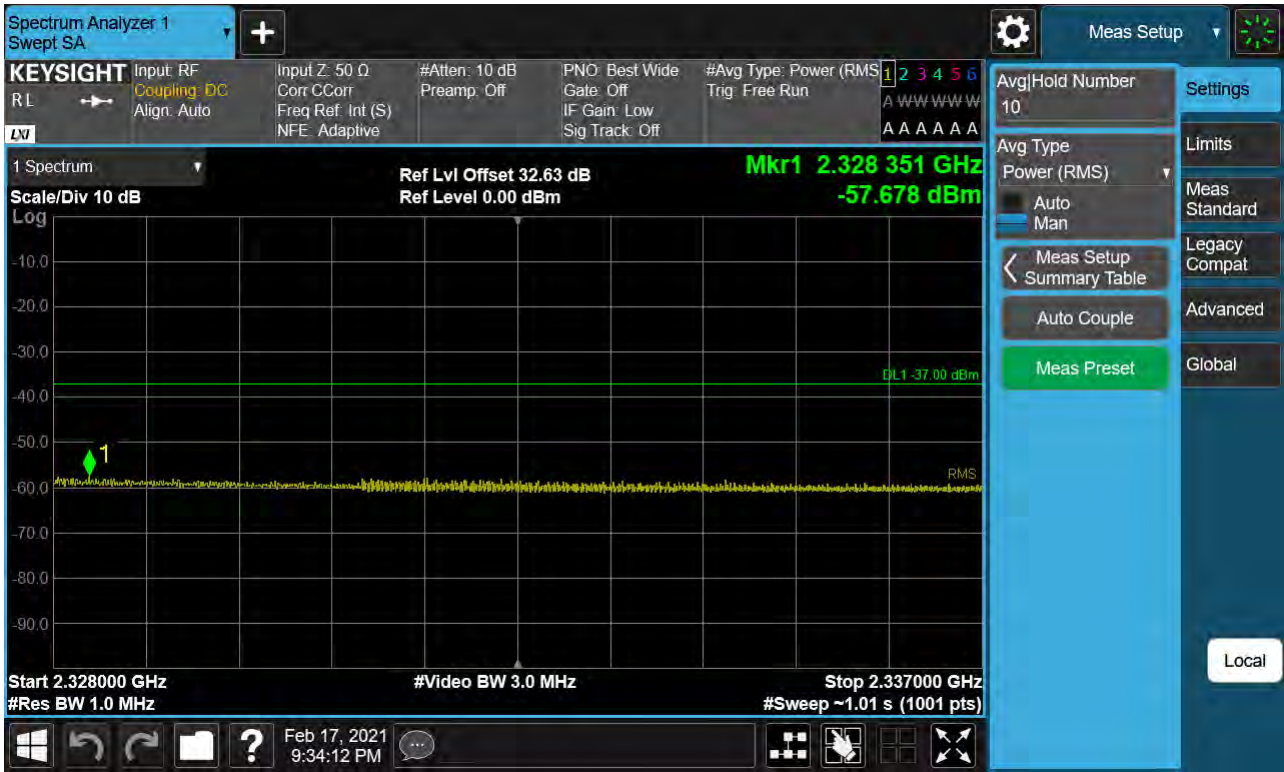 Spectrum Analyzer 1
Swept SA
+
Meas Setup
KEYSIGHT
RL
LXI
Input: RF
Coupling: DC
Align: Auto
Input Z: 50 Ω
Corr CCorr
Freq Ref: Int (S)
NFE: Adaptive
#Atten: 10 dB
Preamp: Off
PNO: Best Wide
Gate: Off
IF Gain: Low
Sig Track: Off
#Avg Type: Power (RMS
Trig: Free Run
1 2 3 4 5 6
A W W W W W
A A A A A A
1 Spectrum
Scale/Div 10 dB
Log
Ref Lvl Offset 32.63 dB
Ref Level 0.00 dBm
Mkr1 2.328 351 GHz
-57.678 dBm
-10.0
-20.0
-30.0
DL1 -37.00 dBm
-40.0
-50.0
1
RMS
-60.0
-70.0
-80.0
-90.0
Start 2.328000 GHz
#Res BW 1.0 MHz
#Video BW 3.0 MHz
Stop 2.337000 GHz
#Sweep ~1.01 s (1001 pts)
Avg|Hold Number
10
Avg Type
Power (RMS)
Auto
Man
Meas Setup
Summary Table
Auto Couple
Meas Preset
Settings
Limits
Meas
Standard
Legacy
Compat
Advanced
Global
Local
?
Feb 17, 2021
9:34:12 PM